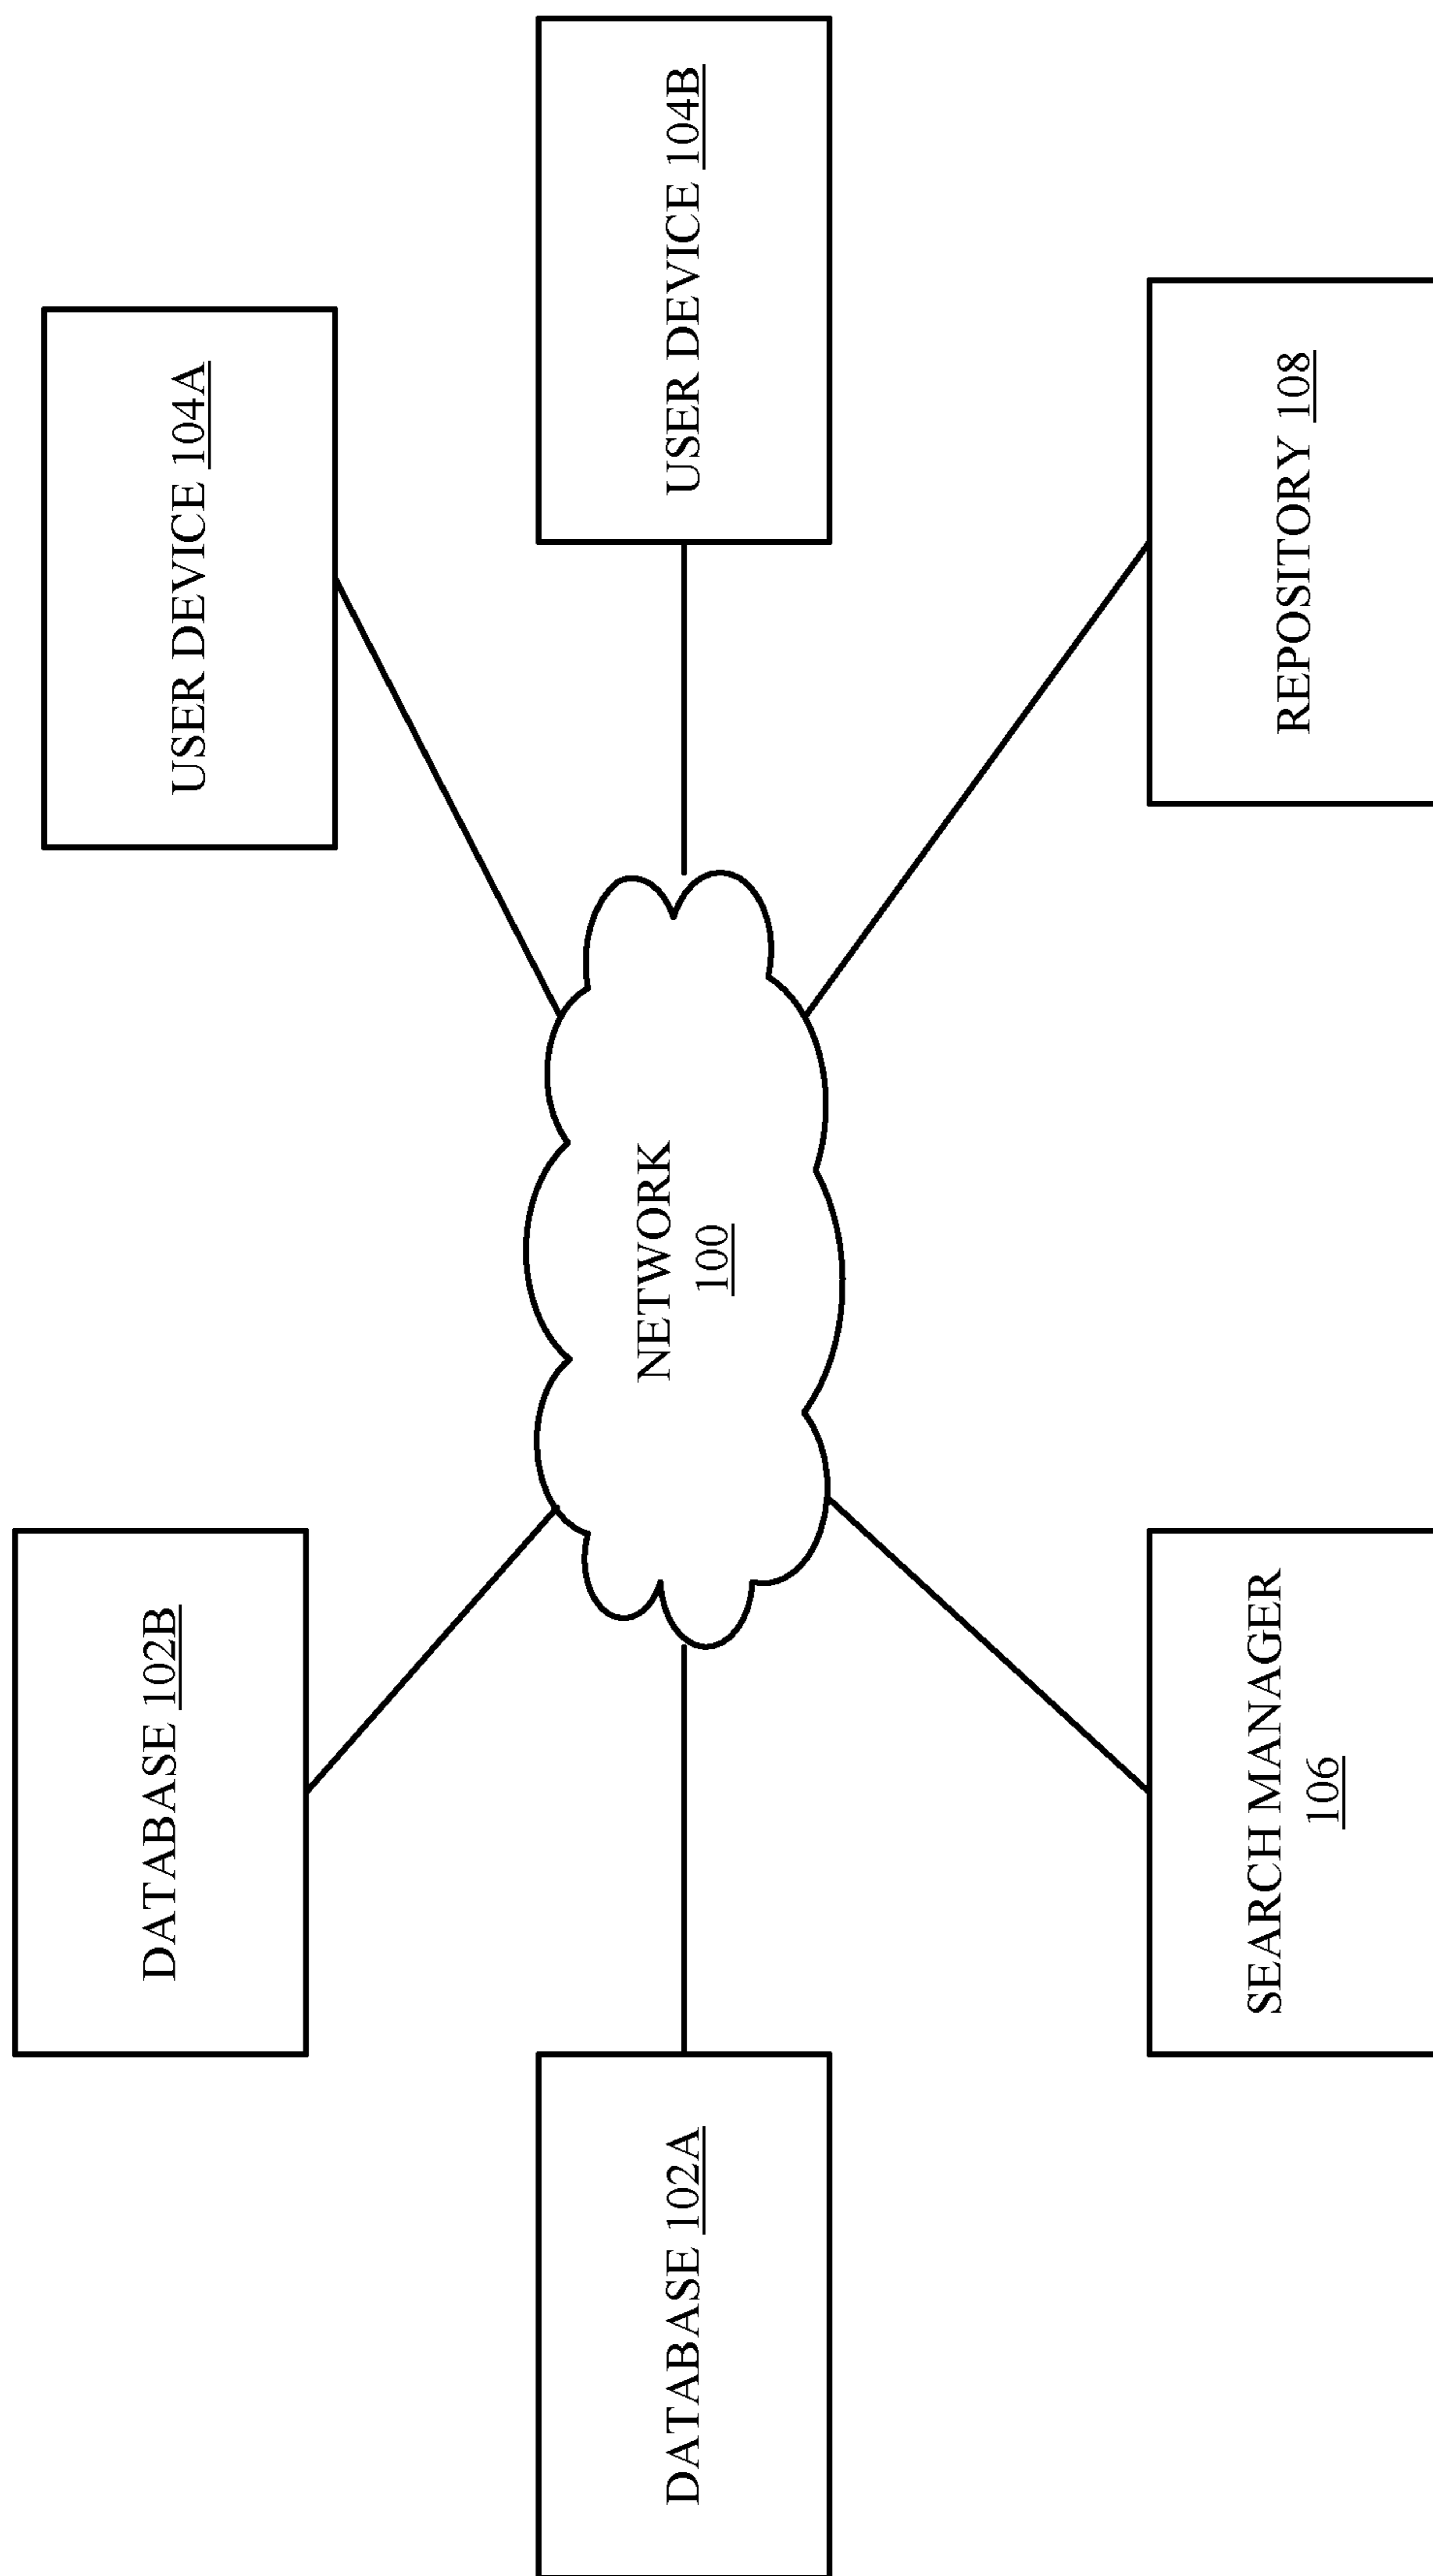 DATABASE 102B
USER DEVICE 104A
DATABASE 102A
NETWORK
100
USER DEVICE 104B
SEARCH MANAGER
106
REPOSITORY 108